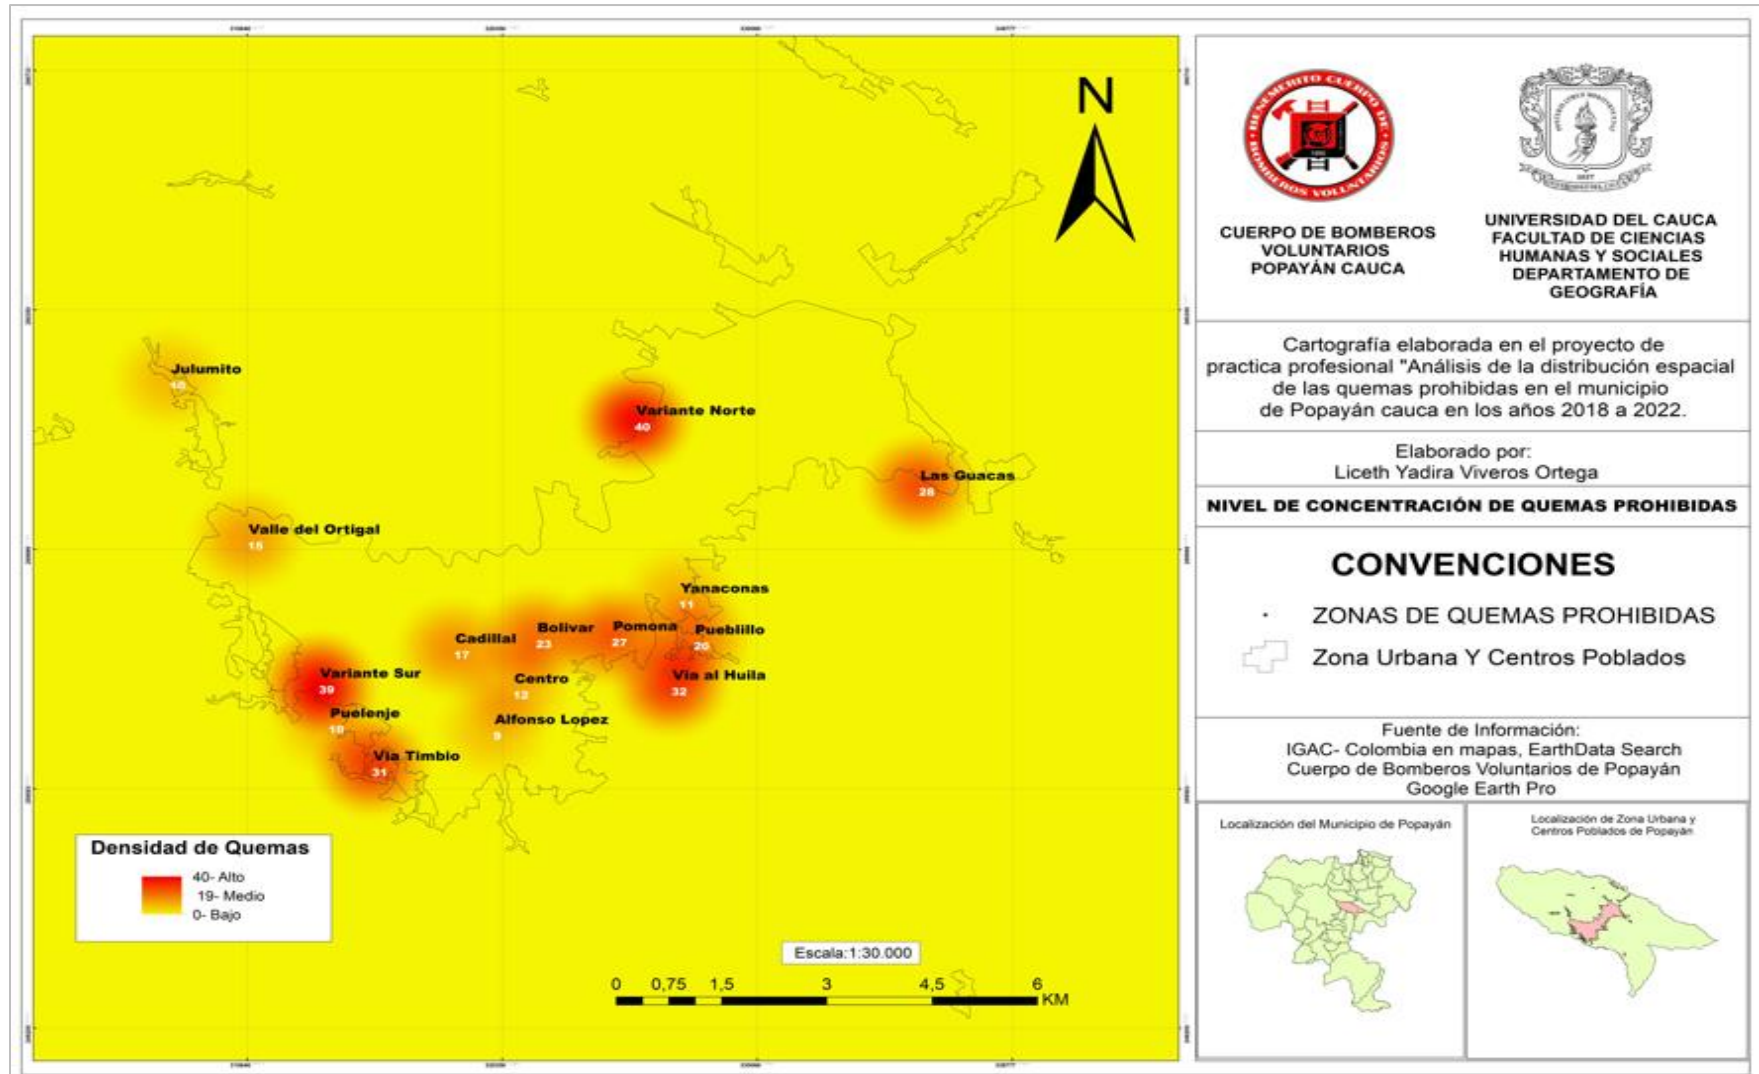 N
Julumito
Variante Norte
40
Las Guacas
28
Valle del Ortigal
15
Yanaconas
11
Cadillal
17
Bolivar
23
Pomona
27
Pueblillo
20
Centro
12
Via al Huila
32
Variante Sur
39
Alfonso Lopez
9
Puelenje
10
Via Timbio
31
Densidad de Quemas
40- Alto
19- Medio
0- Bajo
Escala:1:30.000
0 0,75 1,5 3 4,5 6
KM
BENEMERITO CUERPO DE
BOMBEROS VOLUNTARIOS
CUERPO DE BOMBEROS
VOLUNTARIOS
POPAYÁN CAUCA
UNIVERSIDAD DEL CAUCA
FACULTAD DE CIENCIAS
HUMANAS Y SOCIALES
DEPARTAMENTO DE
GEOGRAFÍA
Cartografía elaborada en el proyecto de
practica profesional "Análisis de la distribución espacial
de las quemas prohibidas en el municipio
de Popayán cauca en los años 2018 a 2022.
Elaborado por:
Liceth Yadira Viveros Ortega
NIVEL DE CONCENTRACIÓN DE QUEMAS PROHIBIDAS
CONVENCIONES
ZONAS DE QUEMAS PROHIBIDAS
Zona Urbana Y Centros Poblados
Fuente de Información:
IGAC- Colombia en mapas, EarthData Search
Cuerpo de Bomberos Voluntarios de Popayán
Google Earth Pro
Localización del Municipio de Popayán
Localización de Zona Urbana y
Centros Poblados de Popayán